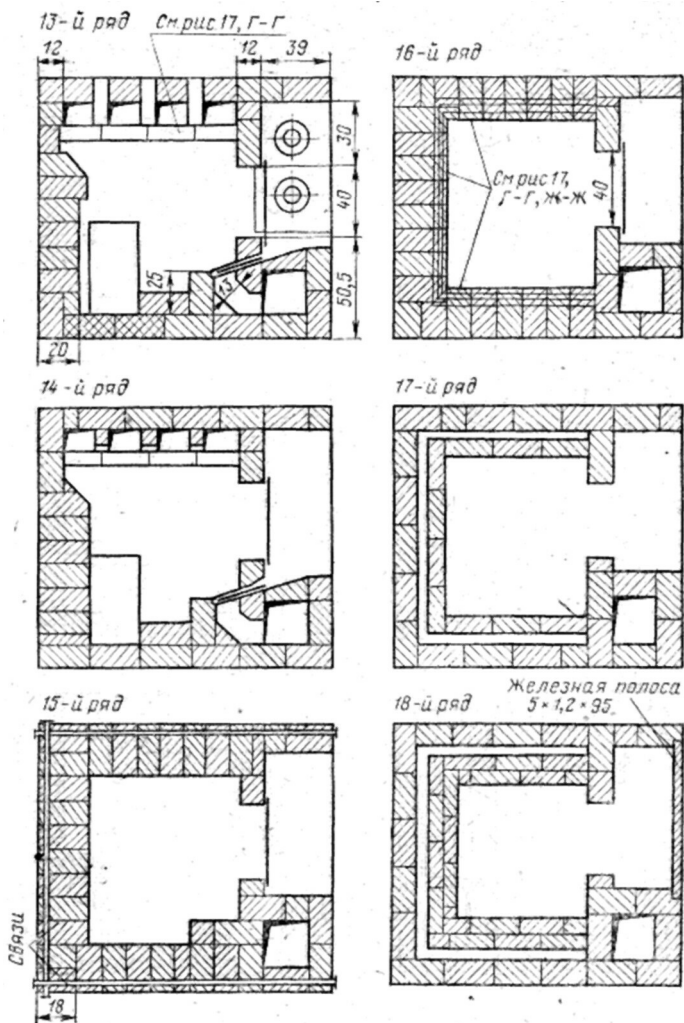 13-й ряд
См. рис. 17, Г-Г
12
12
39
30
40
50,5
25
13
20
16-й ряд
См. рис. 17,
Г-Г, Ж-Ж
40
14-й ряд
17-й ряд
15-й ряд
Связи
18
18-й ряд
Железная полоса
5×1,2×95